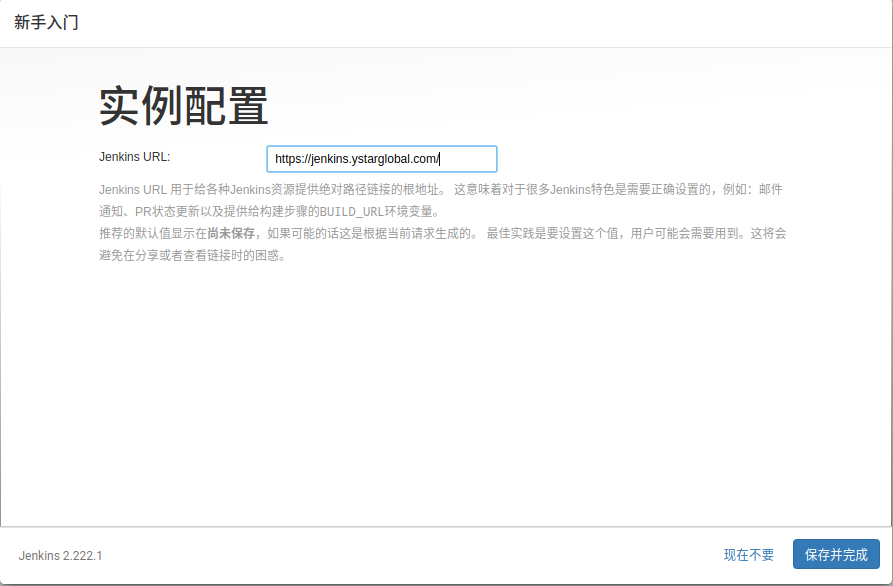 新手入门
实例配置
Jenkins URL: https://jenkins.ystarglobal.com/
Jenkins URL 用于给各种Jenkins资源提供绝对路径链接的根地址。 这意味着对于很多Jenkins特色是需要正确设置的，例如：邮件
通知、PR状态更新以及提供给构建步骤的BUILD_URL环境变量。
推荐的默认值显示在尚未保存，如果可能的话这是根据当前请求生成的。 最佳实践是要设置这个值，用户可能会需要用到。这将会
避免在分享或者查看链接时的困惑。
Jenkins 2.222.1 现在不要 保存并完成